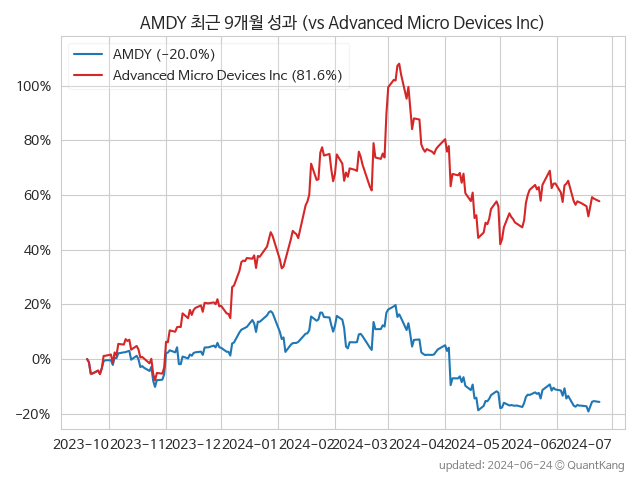 AMDY 최근 9개월 성과 (vs Advanced Micro Devices Inc)
AMDY (−20.0%)
Advanced Micro Devices Inc (81.6%)
100%
80%
60%
40%
20%
0%
−20%
2023-10 2023-11 2023-12 2024-01 2024-02 2024-03 2024-04 2024-05 2024-06 2024-07
updated: 2024-06-24 © QuantKang